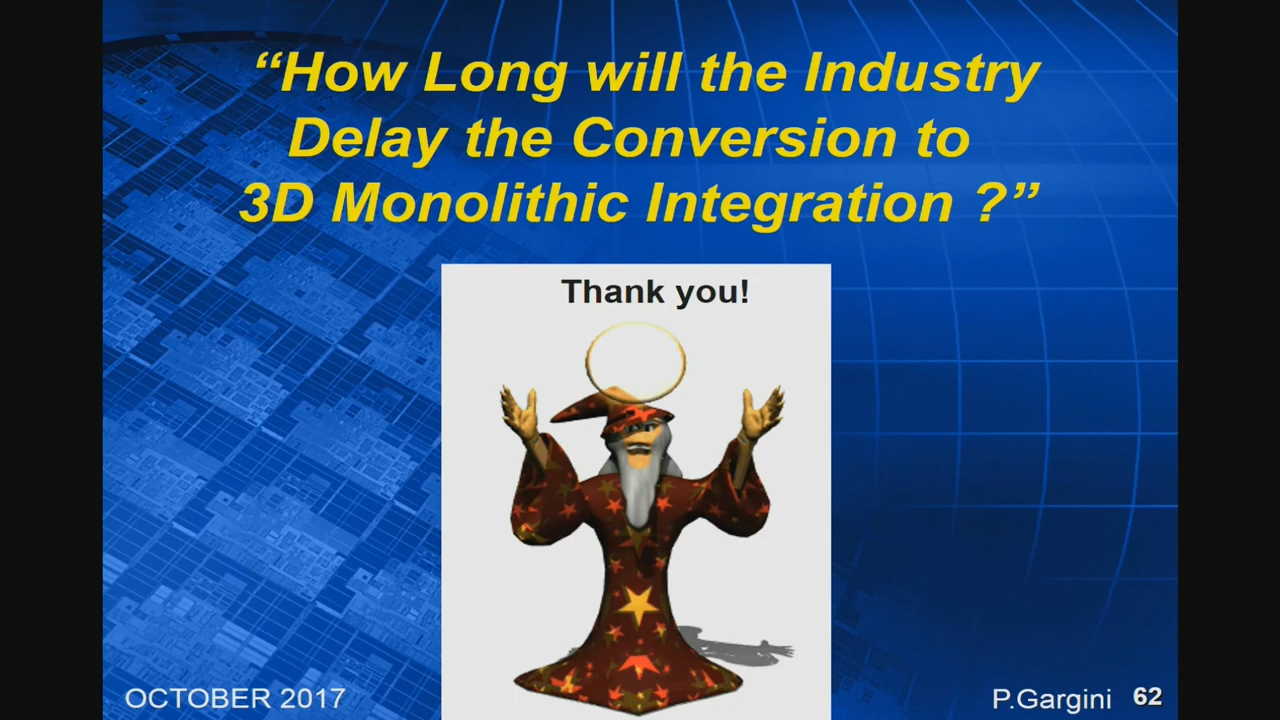 “How Long will the Industry
Delay the Conversion to
3D Monolithic Integration ?”
Thank you!
OCTOBER 2017
P.Gargini 62